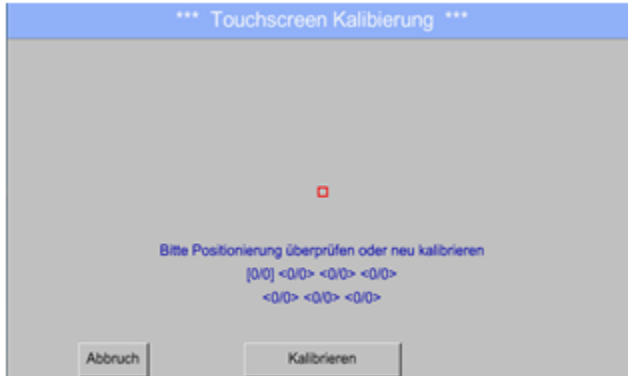 *** Touchscreen Kalibierung ***
Bitte Positionierung überprüfen oder neu kalibrieren
[0/0] <0/0> <0/0> <0/0>
<0/0> <0/0> <0/0>
Abbruch
Kalibrieren